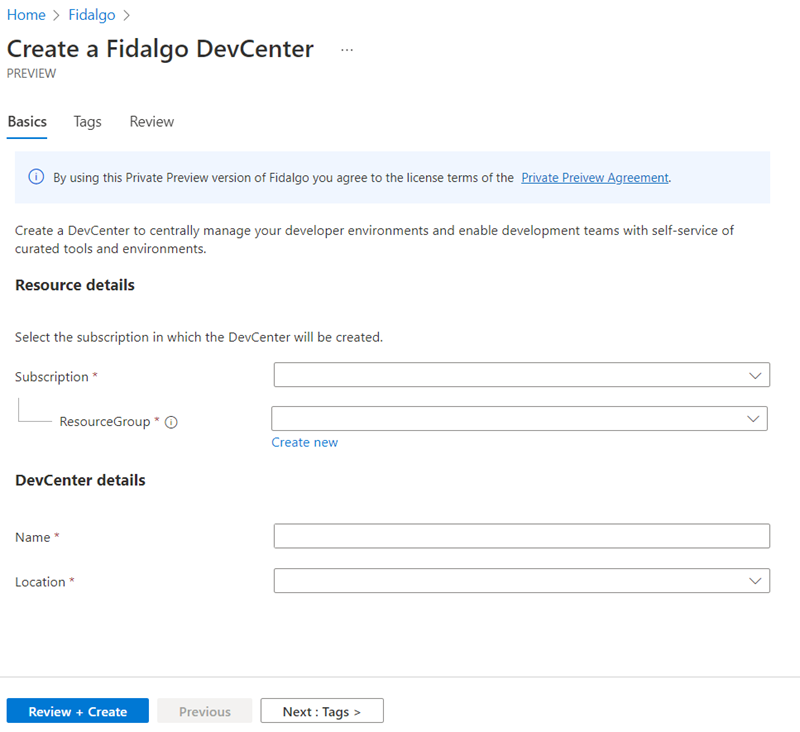 Home > Fidalgo >
Create a Fidalgo DevCenter ...
PREVIEW
Basics Tags Review
By using this Private Preview version of Fidalgo you agree to the license terms of the Private Preivew Agreement.
Create a DevCenter to centrally manage your developer environments and enable development teams with self-service of
curated tools and environments.
Resource details
Select the subscription in which the DevCenter will be created.
Subscription *
ResourceGroup *
Create new
DevCenter details
Name *
Location *
Review + Create Previous Next : Tags >